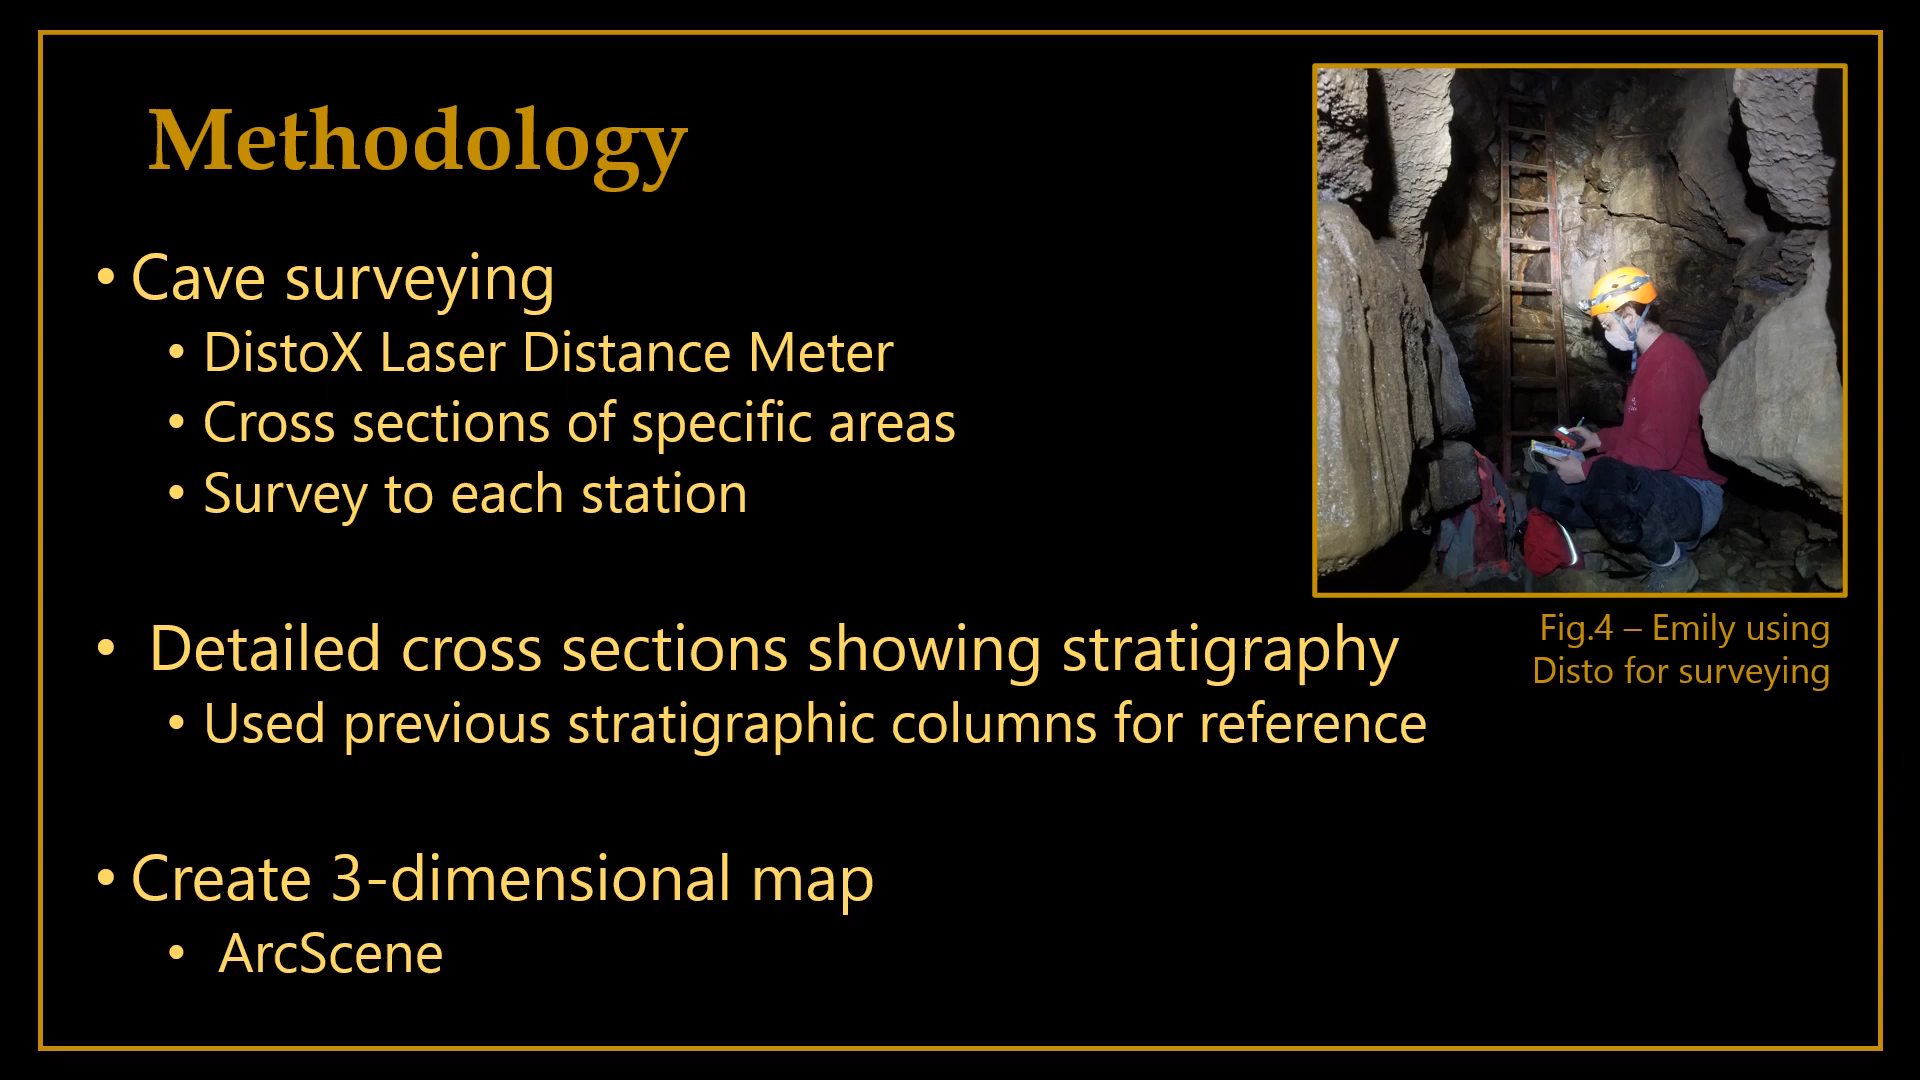 Methodology
• Cave surveying
• DistoX Laser Distance Meter
• Cross sections of specific areas
• Survey to each station
• Detailed cross sections showing stratigraphy
• Used previous stratigraphic columns for reference
• Create 3-dimensional map
• ArcScene
Fig.4 – Emily using
Disto for surveying